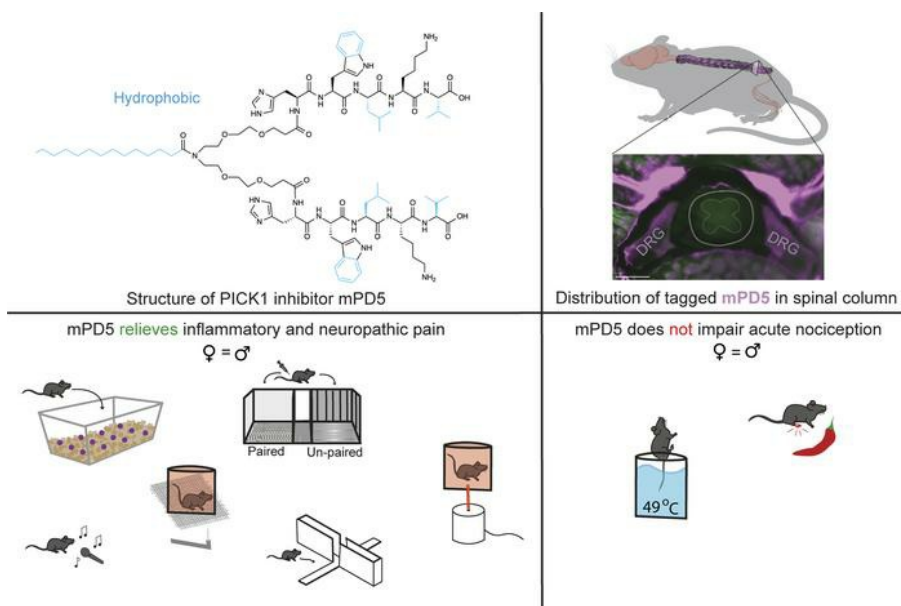 Hydrophobic
Structure of PICK1 inhibitor mPD5
DRG
DRG
Distribution of tagged mPD5 in spinal column
mPD5 relieves inflammatory and neuropathic pain
♀ = ♂
Paired
Un-paired
mPD5 does not impair acute nociception
♀ = ♂
49°C